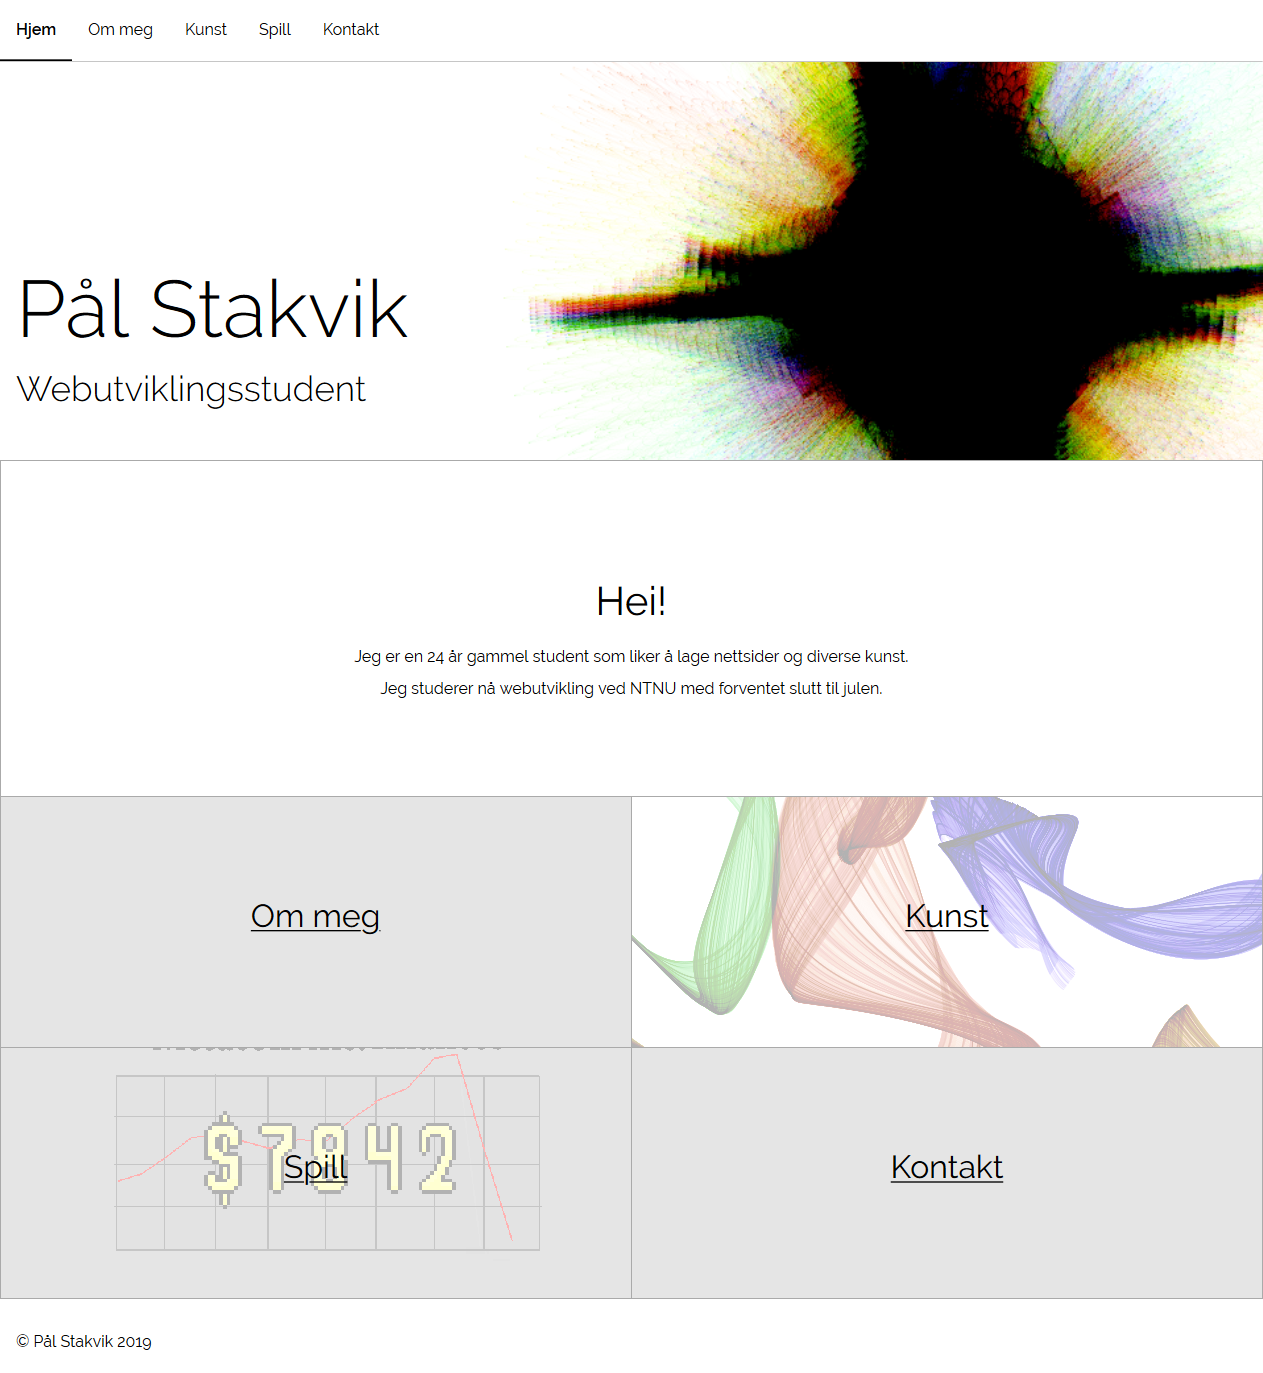 Hjem Om meg Kunst Spill Kontakt
Pål Stakvik
Webutviklingsstudent
Hei!
Jeg er en 24 år gammel student som liker å lage nettsider og diverse kunst.
Jeg studerer nå webutvikling ved NTNU med forventet slutt til julen.
Om meg
Kunst
$7842
Spill
Kontakt
© Pål Stakvik 2019